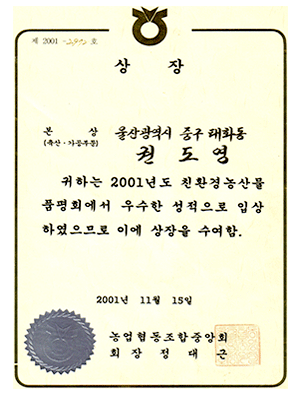 제 2001 - 호
상 장
본 상 울산광역시 중구 태화동
(축산·가공부문) 권 도 영
귀하는 2001년도 친환경농산물
품평회에서 우수한 성적으로 입상
하였으므로 이에 상장을 수여함.
2001년 11월 15일
농업협동조합중앙회
회 장 정 대 근